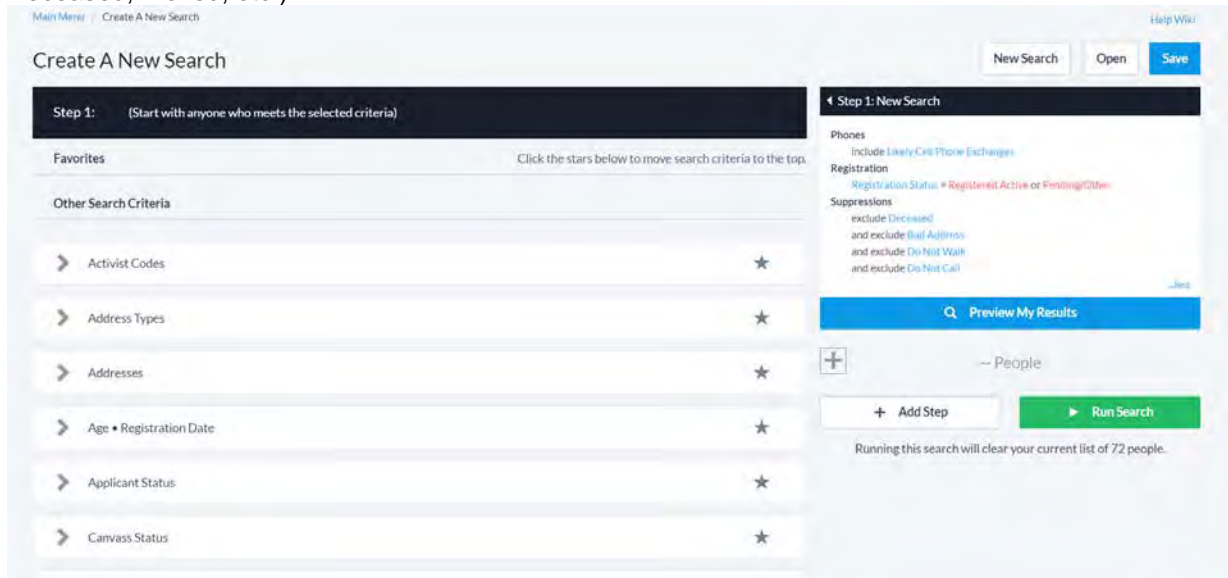 Main Menu / Create A New Search
Help Wiki
Create A New Search
New Search
Open
Save
Step 1: (Start with anyone who meets the selected criteria)
Favorites
Click the stars below to move search criteria to the top.
Other Search Criteria
Activist Codes
Address Types
Addresses
Age • Registration Date
Applicant Status
Canvass Status
Step 1: New Search
Phones
include Likely Cell Phone Exchanges
Registration
Registration Status = Registered Active or Pending/Other
Suppressions
exclude Deceased
and exclude Bad Address
and exclude Do Not Walk
and exclude Do Not Call
Preview My Results
-- People
+ Add Step
Run Search
Running this search will clear your current list of 72 people.